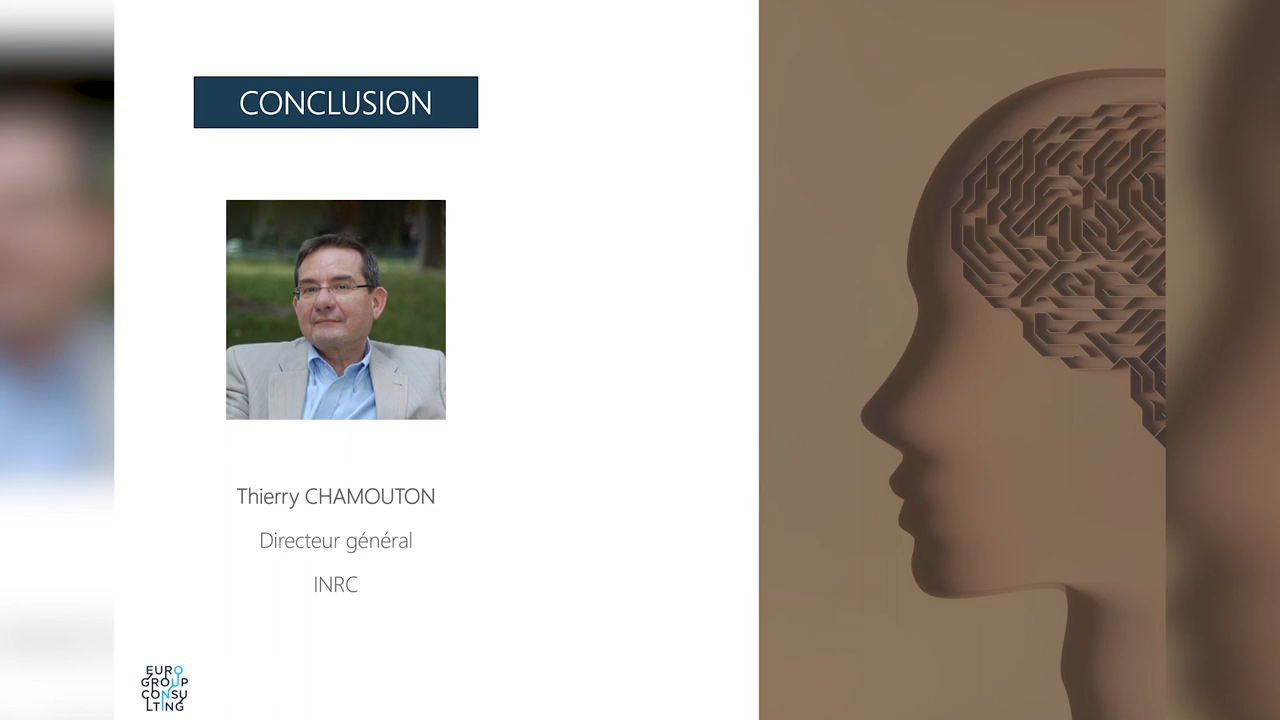 CONCLUSION
Thierry CHAMOUTON
Directeur général
INRC
EURO
GROUP
CONSU
LTING